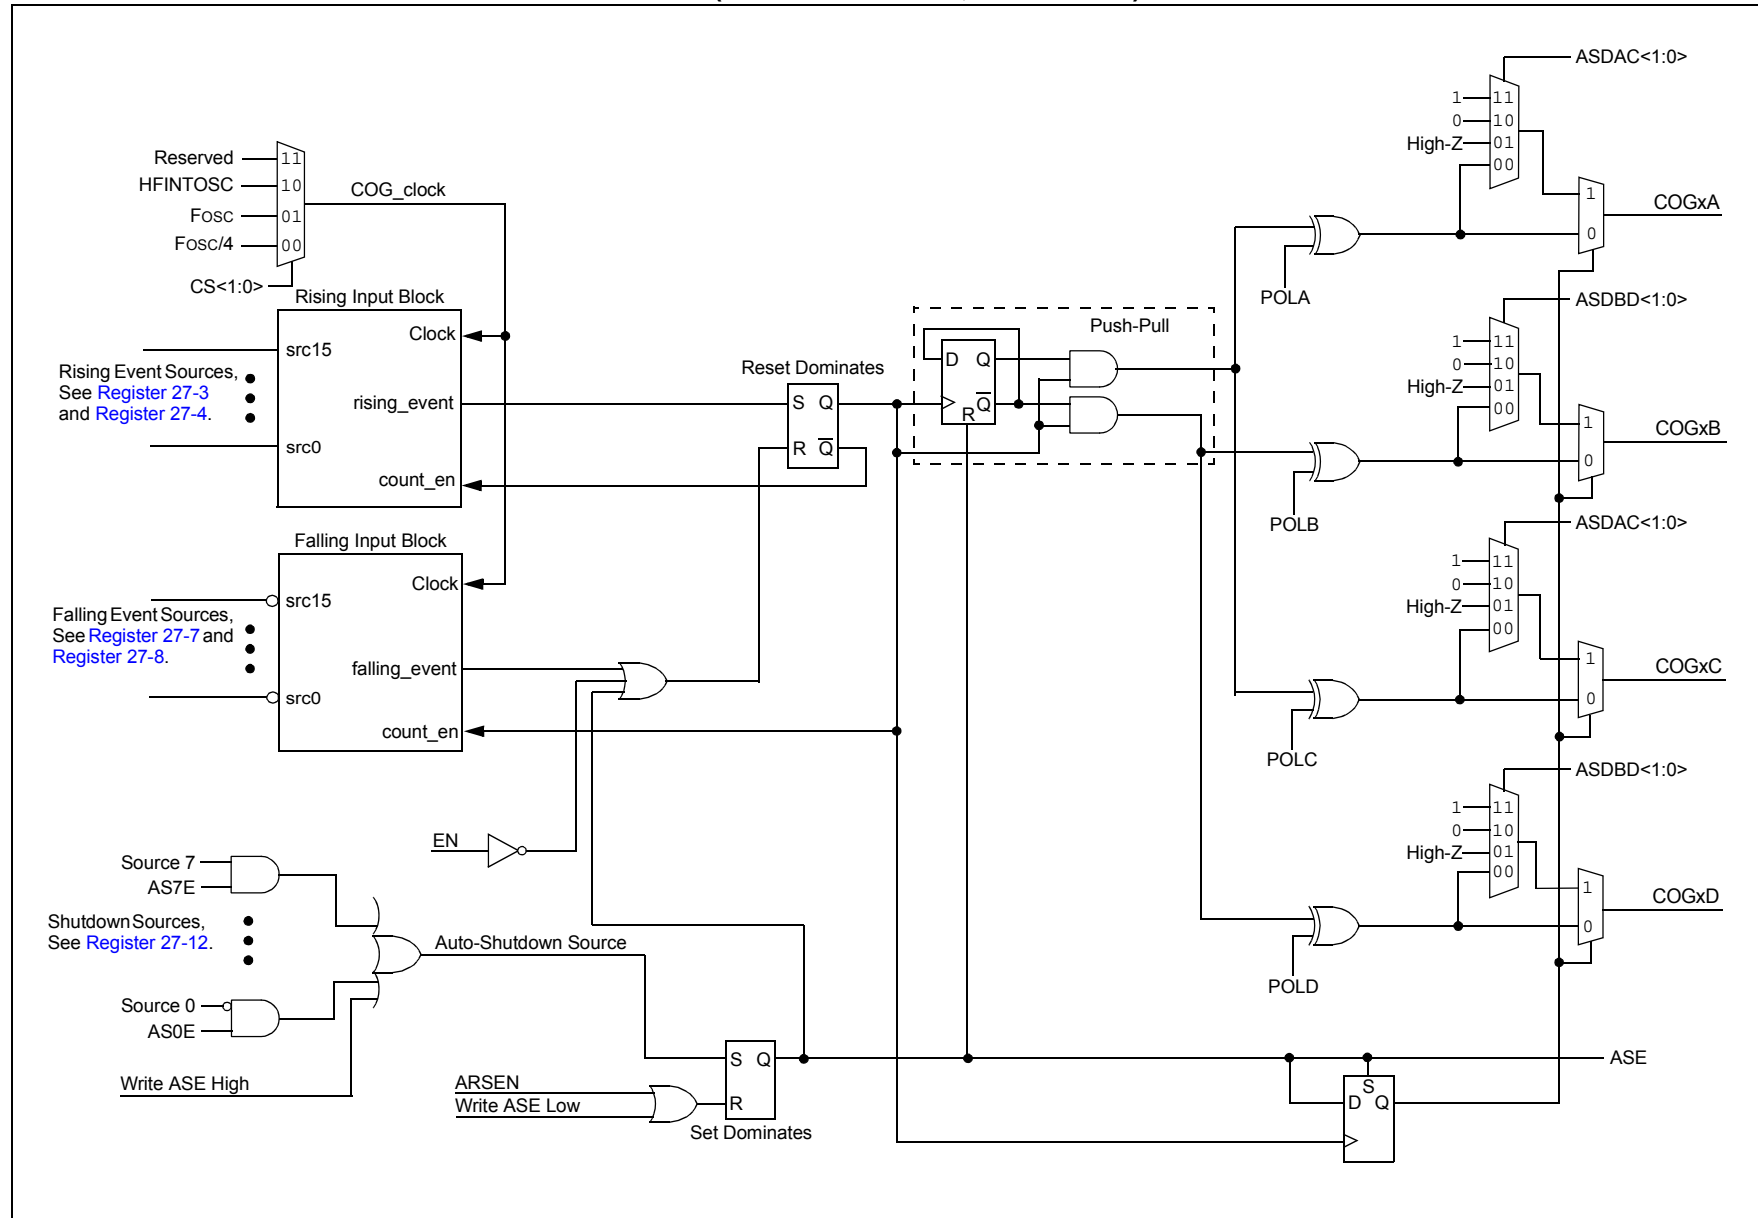 ASDAC<1:0>
1 11
0 10
High-Z 01
00
1
0
COGxA
POLA
Reserved 11
HFINTOSC 10
FOSC 01
FOSC/4 00
CS<1:0>
COG_clock
Rising Input Block
Clock
src15
Rising Event Sources,
See Register 27-3
and Register 27-4.
rising_event
src0
count_en
Reset Dominates
S Q
R Q
Push-Pull
D Q
R Q
ASDBD<1:0>
1 11
0 10
High-Z 01
00
1
0
COGxB
POLB
Falling Input Block
Clock
src15
Falling Event Sources,
See Register 27-7 and
Register 27-8.
falling_event
src0
count_en
ASDAC<1:0>
1 11
0 10
High-Z 01
00
1
0
COGxC
POLC
EN
ASDBD<1:0>
1 11
0 10
High-Z 01
00
1
0
COGxD
POLD
Source 7
AS7E
Shutdown Sources,
See Register 27-12.
Auto-Shutdown Source
Source 0
AS0E
Write ASE High
ARSEN
Write ASE Low
S Q
R
Set Dominates
ASE
S
D Q